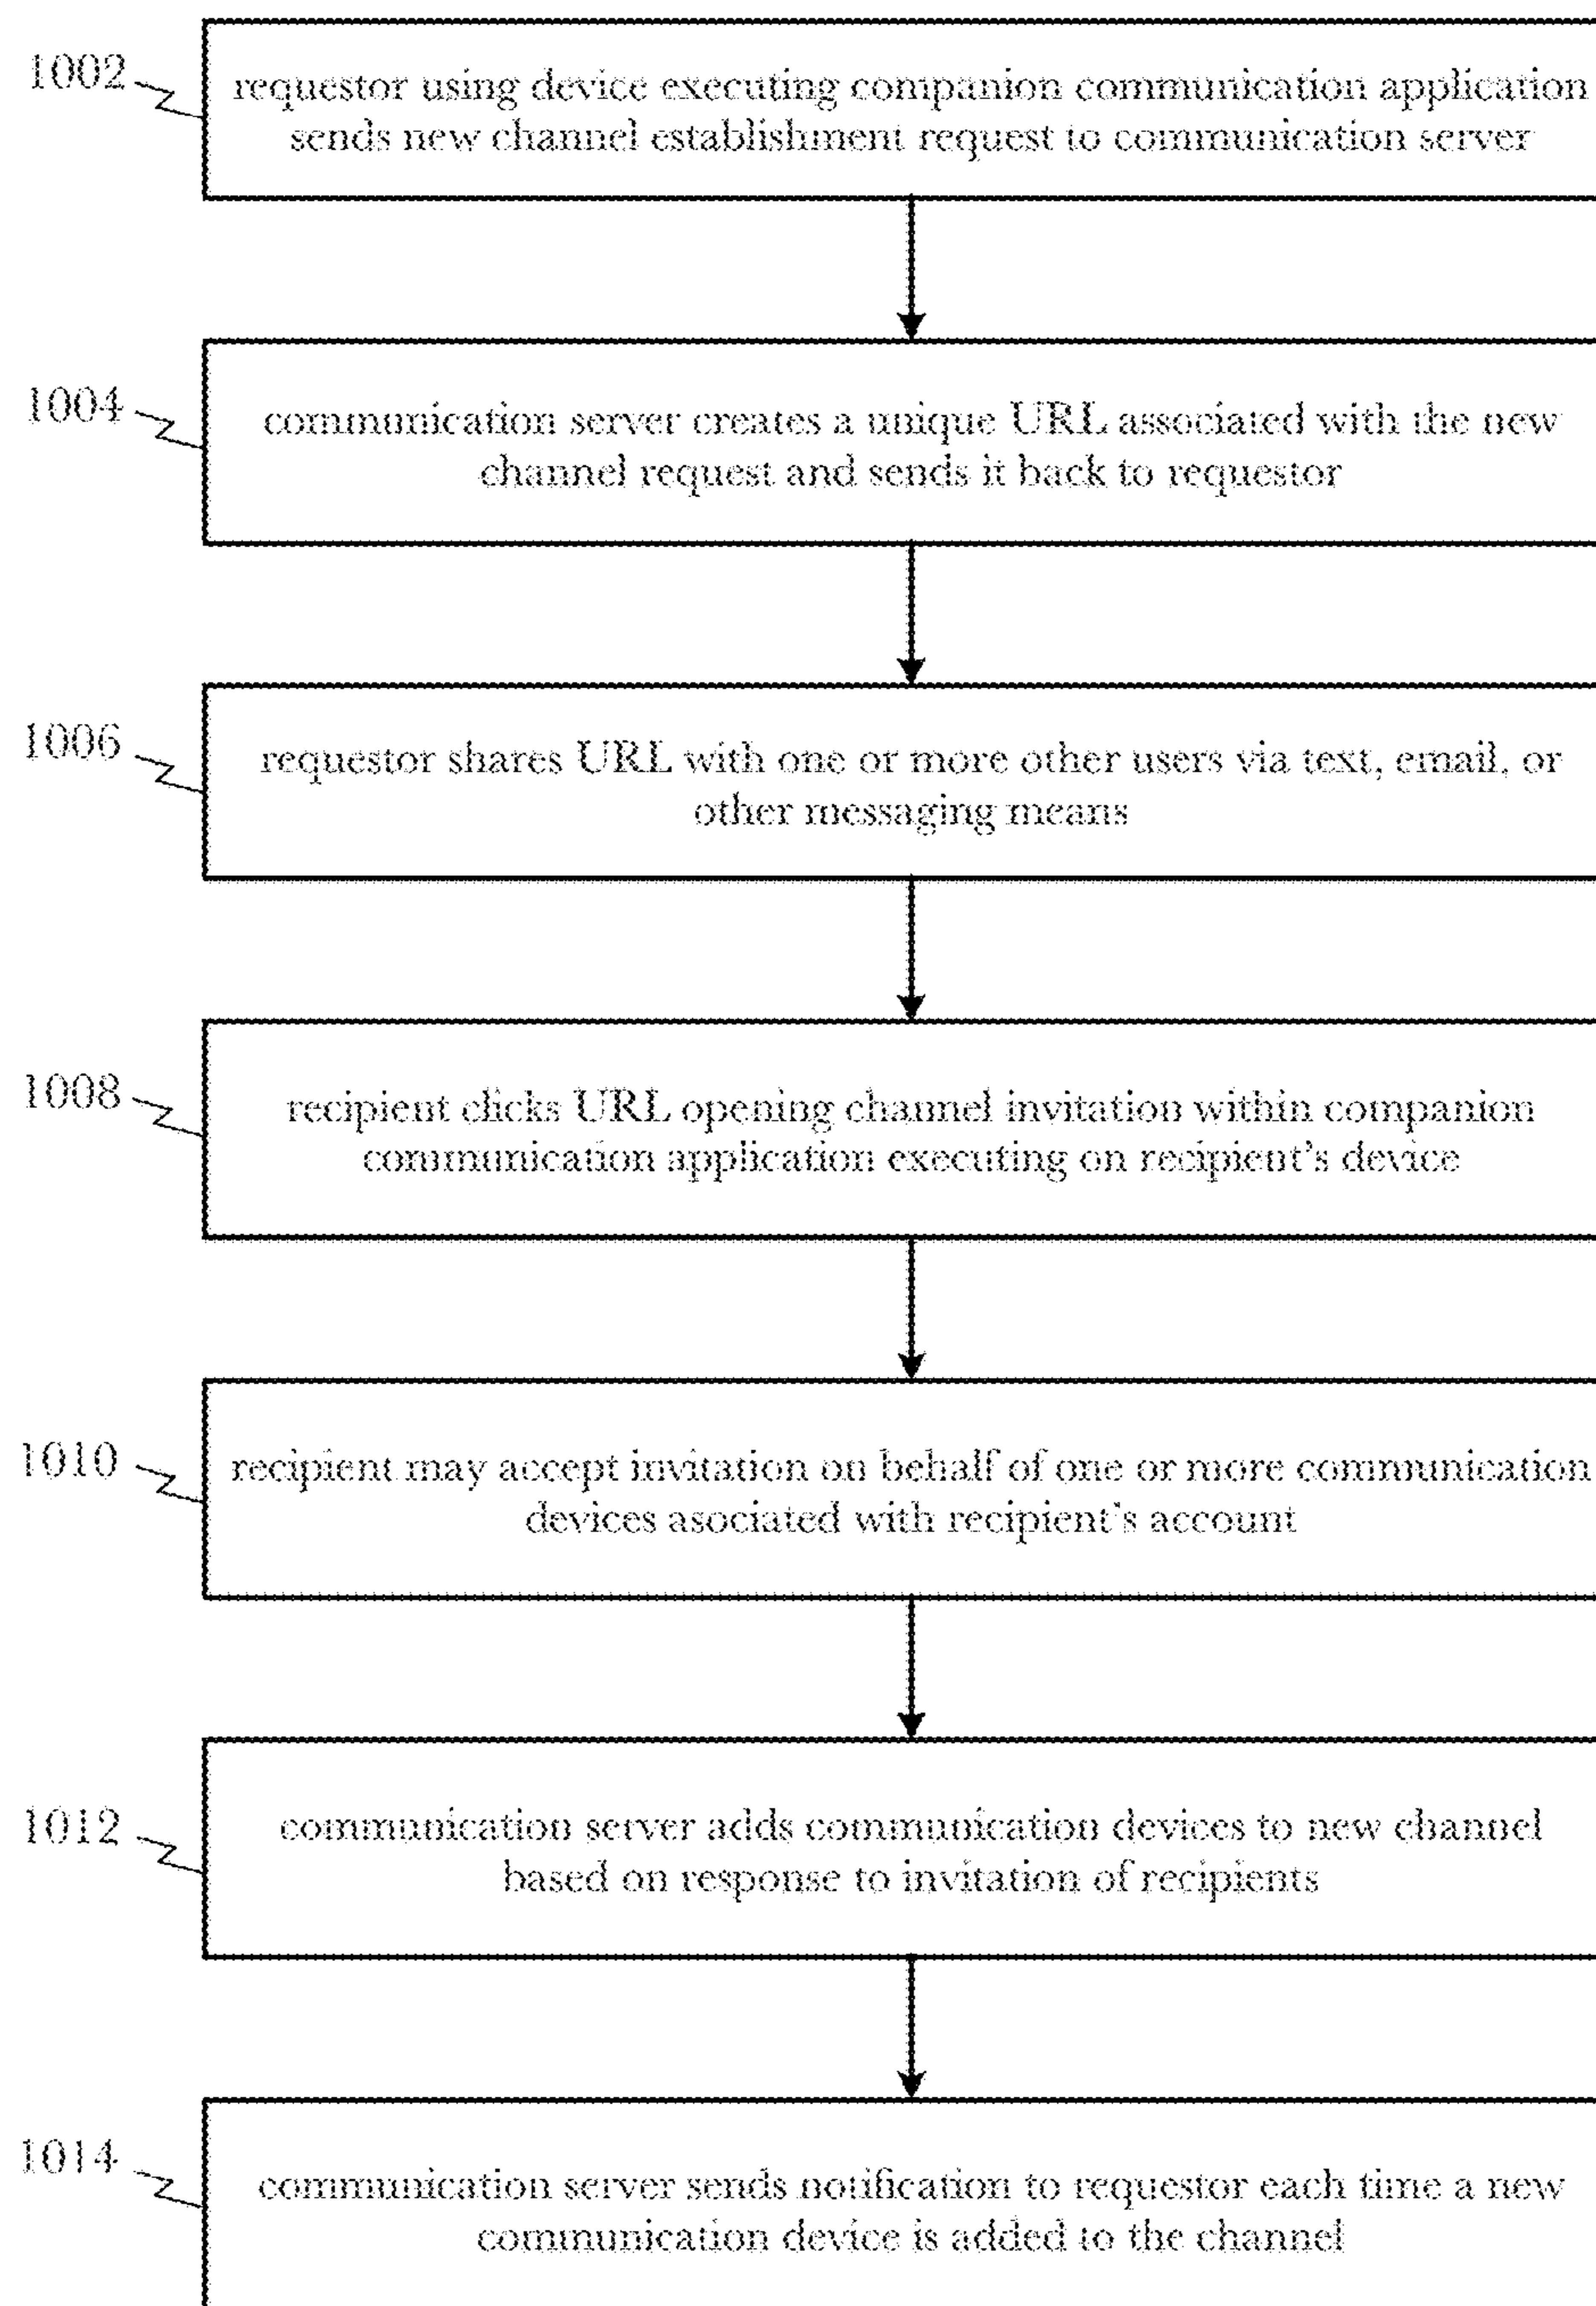 1002
requestor using device executing companion communication application
sends new channel establishment request to communication server
1004
communication server creates a unique URL associated with the new
channel request and sends it back to requestor
1006
requestor shares URL with one or more other users via text, email, or
other messaging means
1008
recipient clicks URL opening channel invitation within companion
communication application executing on recipient's device
1010
recipient may accept invitation on behalf of one or more communication
devices asociated with recipient's account
1012
communication server adds communication devices to new channel
based on response to invitation of recipients
1014
communication server sends notification to requestor each time a new
communication device is added to the channel